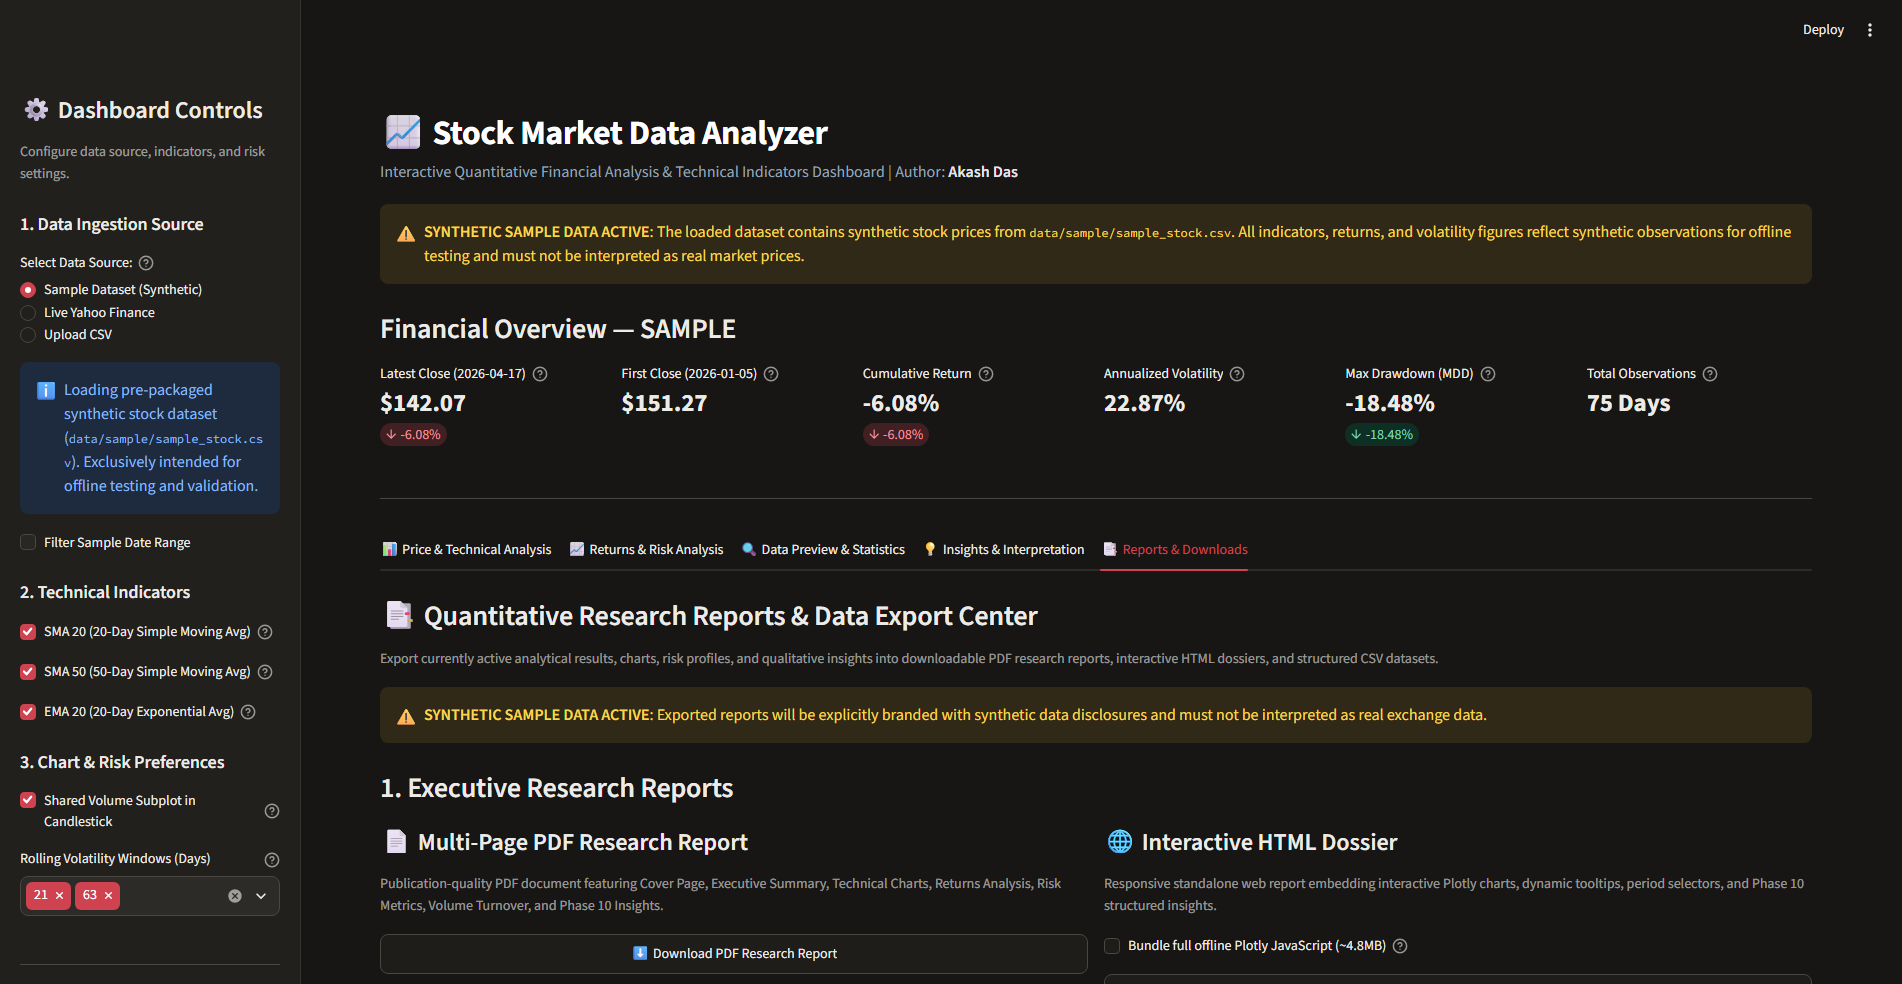 Deploy
Dashboard Controls
Configure data source, indicators, and risk
settings.
1. Data Ingestion Source
Select Data Source:
Sample Dataset (Synthetic)
Live Yahoo Finance
Upload CSV
Loading pre-packaged
synthetic stock dataset
(data/sample/sample_stock.cs
v). Exclusively intended for
offline testing and validation.
Filter Sample Date Range
2. Technical Indicators
SMA 20 (20-Day Simple Moving Avg)
SMA 50 (50-Day Simple Moving Avg)
EMA 20 (20-Day Exponential Avg)
3. Chart & Risk Preferences
Shared Volume Subplot in
Candlestick
Rolling Volatility Windows (Days)
21 63
Stock Market Data Analyzer
Interactive Quantitative Financial Analysis & Technical Indicators Dashboard | Author: Akash Das
SYNTHETIC SAMPLE DATA ACTIVE: The loaded dataset contains synthetic stock prices from data/sample/sample_stock.csv. All indicators, returns, and volatility figures reflect synthetic observations for offline
testing and must not be interpreted as real market prices.
Financial Overview — SAMPLE
Latest Close (2026-04-17)
$142.07
↓ -6.08%
First Close (2026-01-05)
$151.27
Cumulative Return
-6.08%
↓ -6.08%
Annualized Volatility
22.87%
Max Drawdown (MDD)
-18.48%
↓ -18.48%
Total Observations
75 Days
Price & Technical Analysis
Returns & Risk Analysis
Data Preview & Statistics
Insights & Interpretation
Reports & Downloads
Quantitative Research Reports & Data Export Center
Export currently active analytical results, charts, risk profiles, and qualitative insights into downloadable PDF research reports, interactive HTML dossiers, and structured CSV datasets.
SYNTHETIC SAMPLE DATA ACTIVE: Exported reports will be explicitly branded with synthetic data disclosures and must not be interpreted as real exchange data.
1. Executive Research Reports
Multi-Page PDF Research Report
Publication-quality PDF document featuring Cover Page, Executive Summary, Technical Charts, Returns Analysis, Risk
Metrics, Volume Turnover, and Phase 10 Insights.
Download PDF Research Report
Interactive HTML Dossier
Responsive standalone web report embedding interactive Plotly charts, dynamic tooltips, period selectors, and Phase 10
structured insights.
Bundle full offline Plotly JavaScript (~4.8MB)